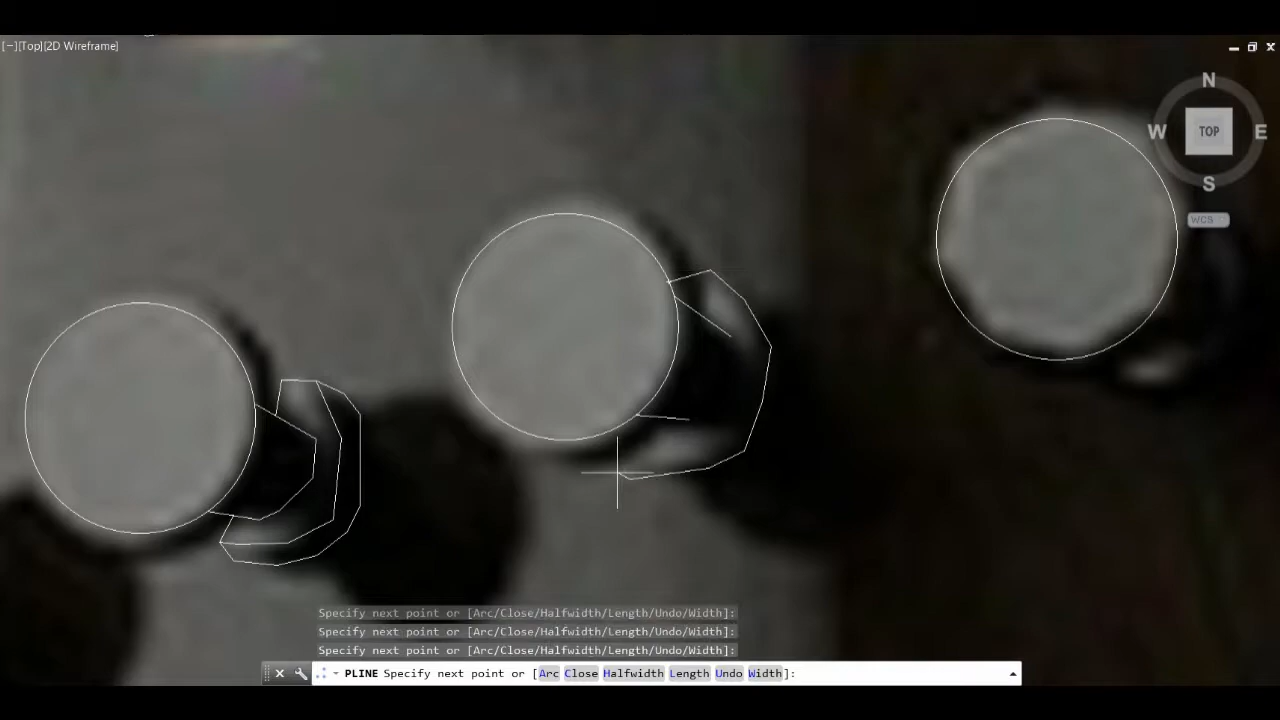 [−][Top][2D Wireframe]
N
W TOP E
S
WCS
Specify next point or [Arc/Close/Halfwidth/Length/Undo/Width]:
Specify next point or [Arc/Close/Halfwidth/Length/Undo/Width]:
Specify next point or [Arc/Close/Halfwidth/Length/Undo/Width]:
PLINE Specify next point or [Arc Close Halfwidth Length Undo Width]: